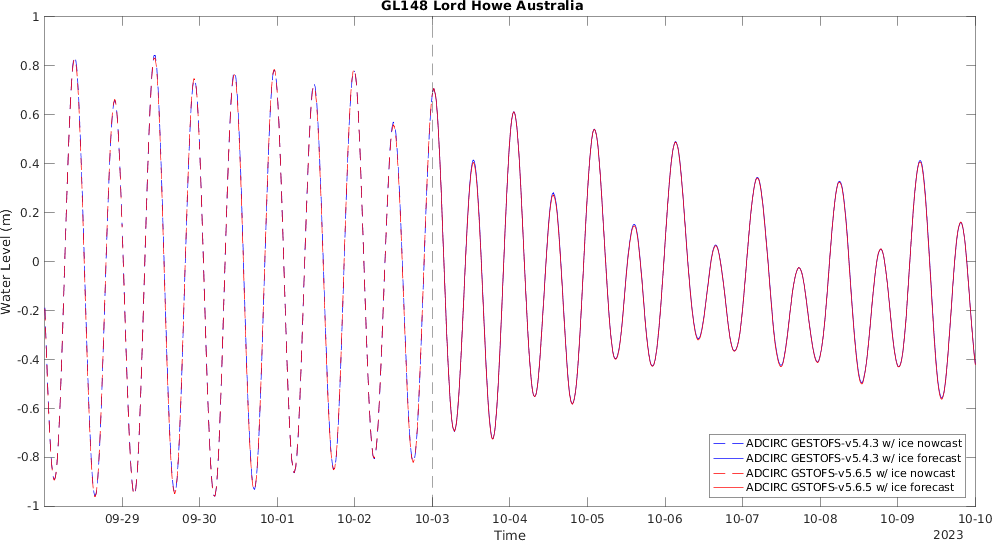 GL148 Lord Howe Australia
1
0.8
0.6
0.4
0.2
0
-0.2
-0.4
-0.6
-0.8
-1
Water Level (m)
ADCIRC GESTOFS-v5.4.3 w/ ice nowcast
ADCIRC GESTOFS-v5.4.3 w/ ice forecast
ADCIRC GSTOFS-v5.6.5 w/ ice nowcast
ADCIRC GSTOFS-v5.6.5 w/ ice forecast
09-29 09-30 10-01 10-02 10-03 10-04 10-05 10-06 10-07 10-08 10-09 10-10
Time
2023